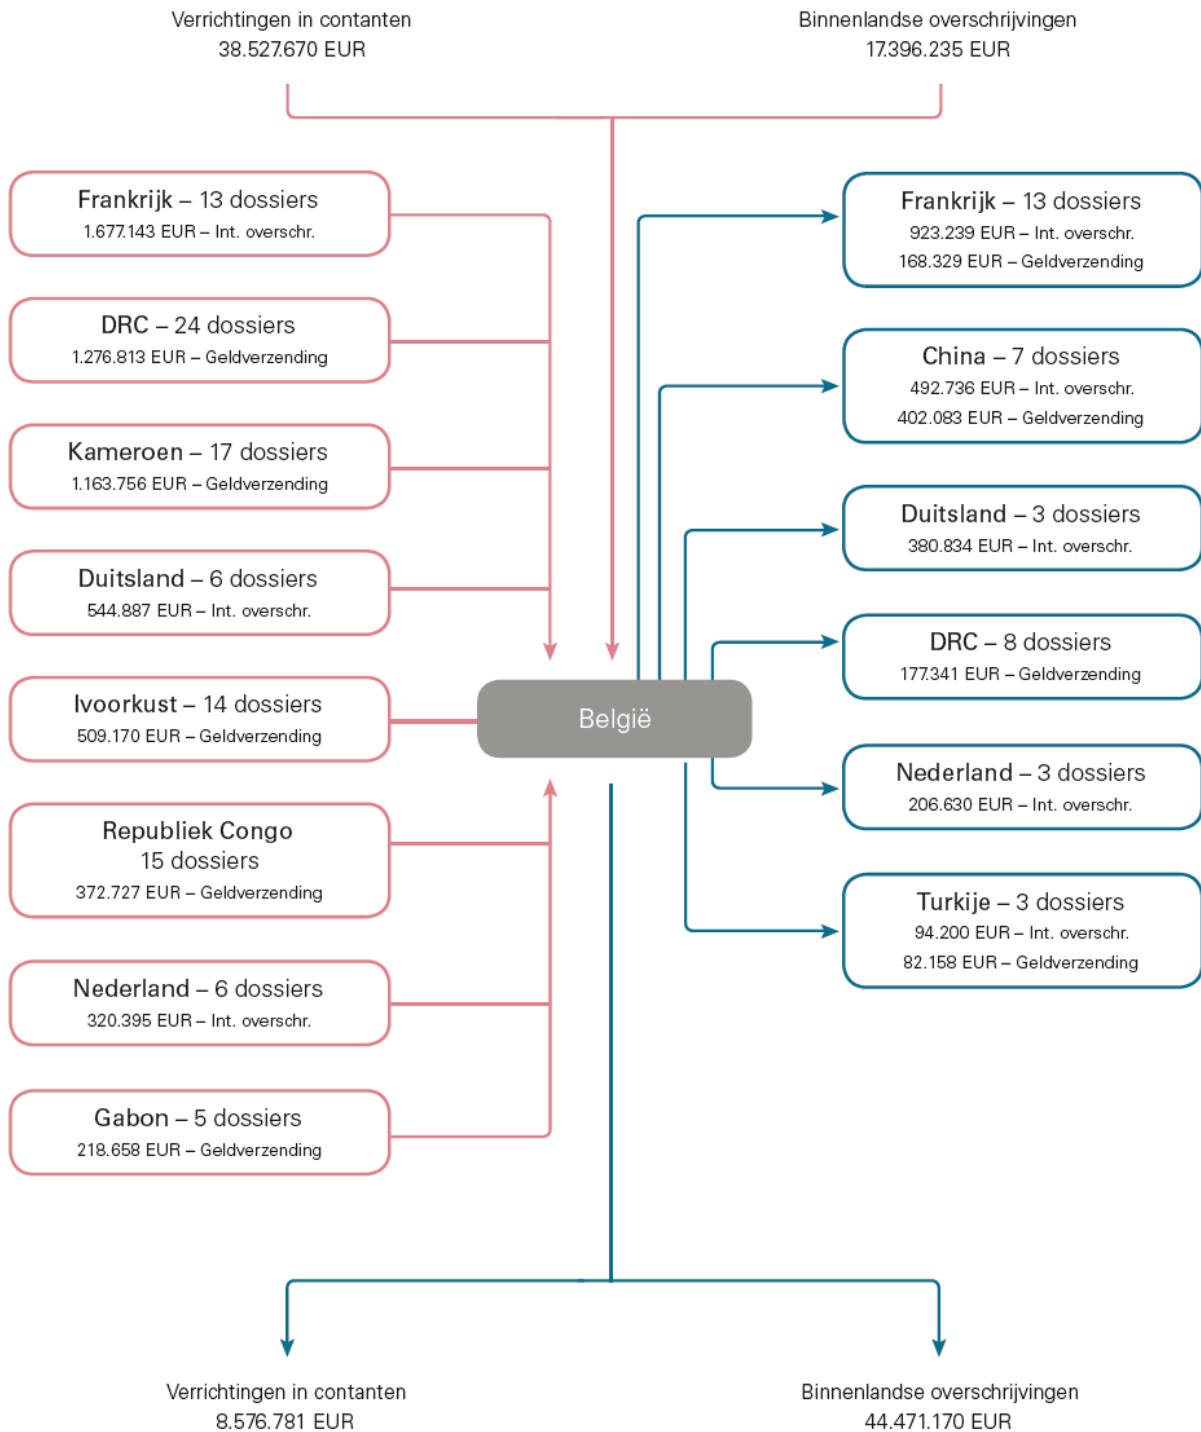 Verrichtingen in contanten
38.527.670 EUR
Binnenlandse overschrijvingen
17.396.235 EUR
Frankrijk – 13 dossiers
1.677.143 EUR – Int. overschr.
DRC – 24 dossiers
1.276.813 EUR – Geldverzending
Kameroen – 17 dossiers
1.163.756 EUR – Geldverzending
Duitsland – 6 dossiers
544.887 EUR – Int. overschr.
Ivoorkust – 14 dossiers
509.170 EUR – Geldverzending
Republiek Congo
15 dossiers
372.727 EUR – Geldverzending
Nederland – 6 dossiers
320.395 EUR – Int. overschr.
Gabon – 5 dossiers
218.658 EUR – Geldverzending
België
Frankrijk – 13 dossiers
923.239 EUR – Int. overschr.
168.329 EUR – Geldverzending
China – 7 dossiers
492.736 EUR – Int. overschr.
402.083 EUR – Geldverzending
Duitsland – 3 dossiers
380.834 EUR – Int. overschr.
DRC – 8 dossiers
177.341 EUR – Geldverzending
Nederland – 3 dossiers
206.630 EUR – Int. overschr.
Turkije – 3 dossiers
94.200 EUR – Int. overschr.
82.158 EUR – Geldverzending
Verrichtingen in contanten
8.576.781 EUR
Binnenlandse overschrijvingen
44.471.170 EUR